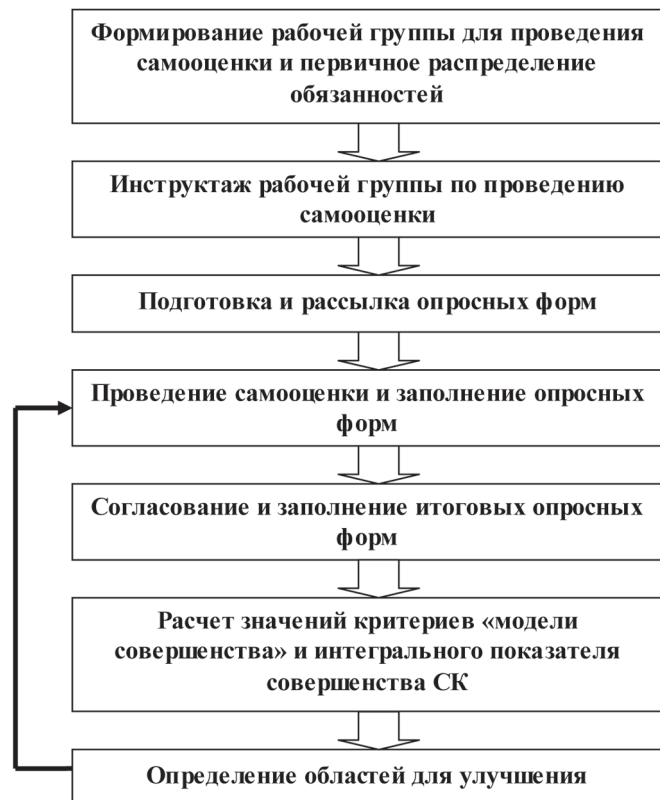 Формирование рабочей группы для проведения
самооценки и первичное распределение
обязанностей
Инструктаж рабочей группы по проведению
самооценки
Подготовка и рассылка опросных форм
Проведение самооценки и заполнение опросных
форм
Согласование и заполнение итоговых опросных
форм
Расчет значений критериев «модели
совершенства» и интегрального показателя
совершенства СК
Определение областей для улучшения